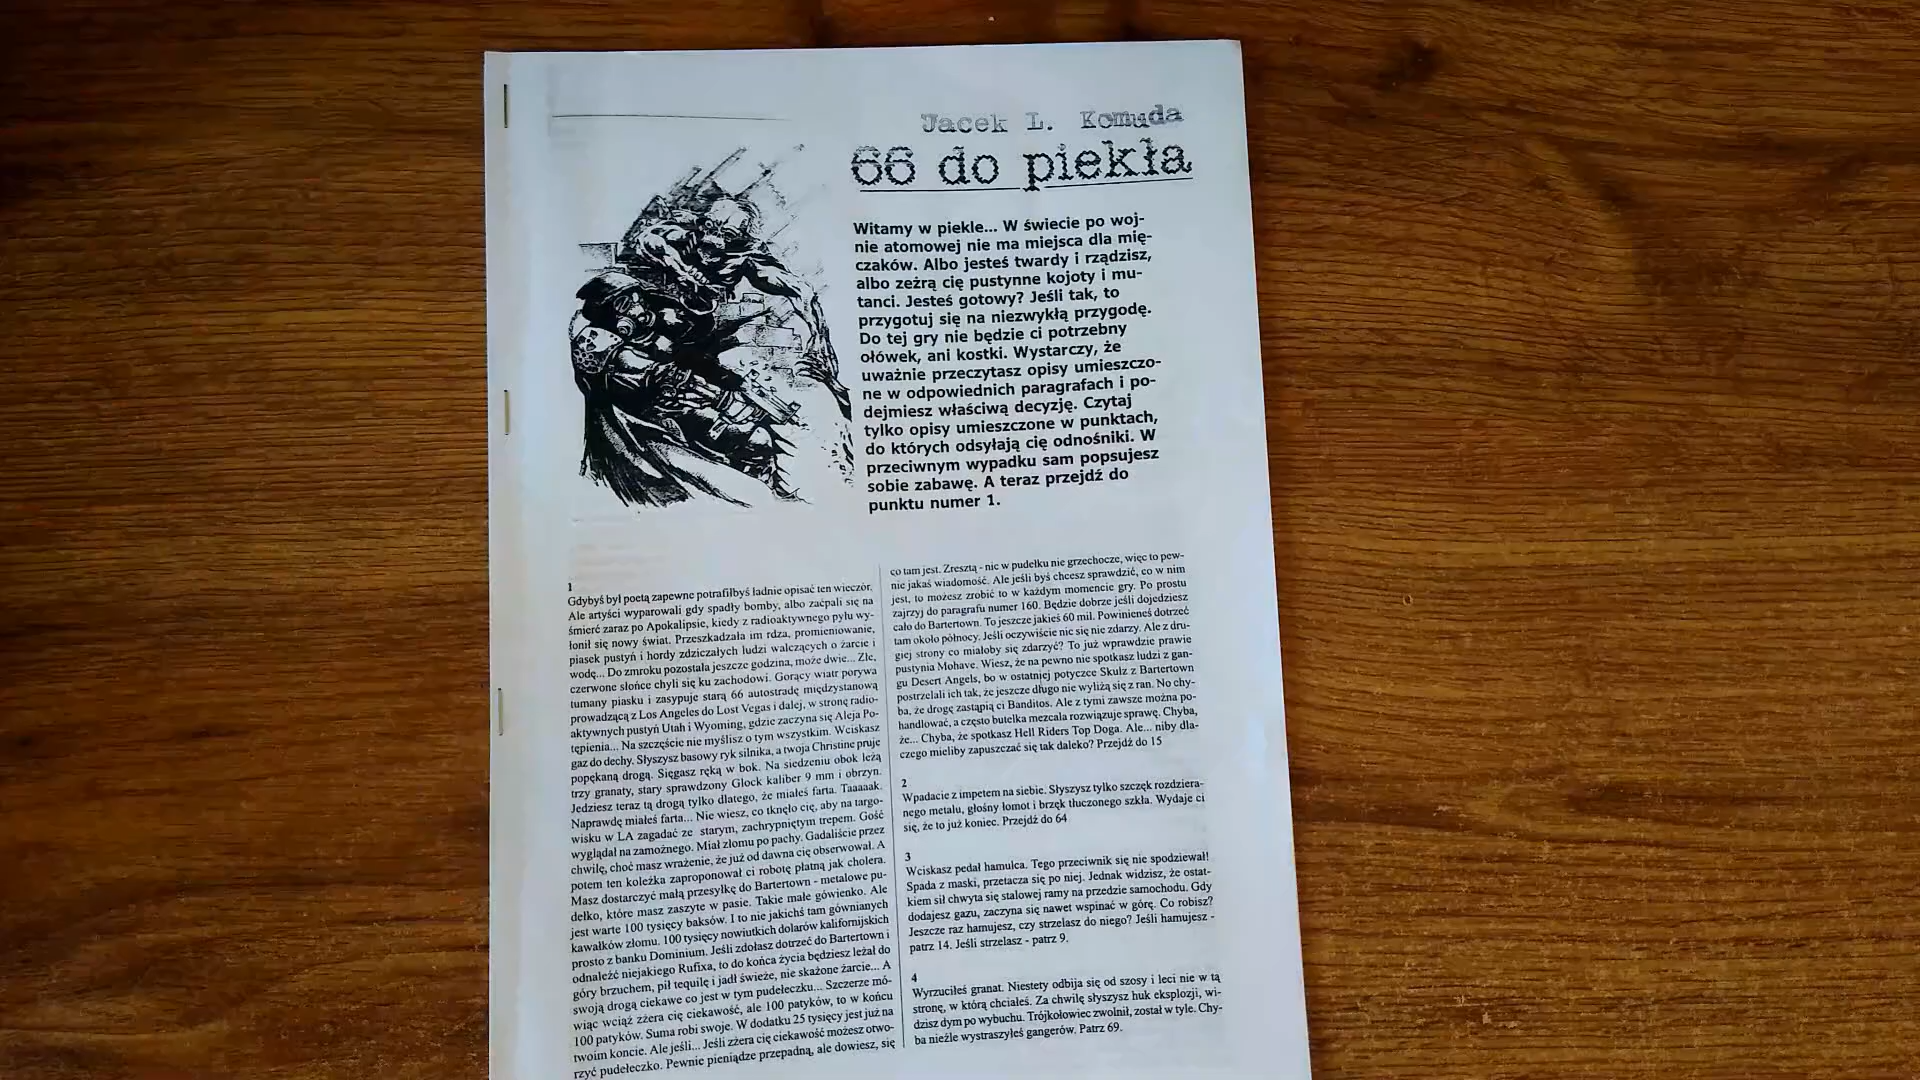 Jacek L. Komuda
66 do piekła
Witamy w piekle... W świecie po woj-
nie atomowej nie ma miejsca dla mię-
czaków. Albo jesteś twardy i rządzisz,
albo zeżrą cię pustynne kojoty i mu-
tanci. Jesteś gotowy? Jeśli tak, to
przygotuj się na niezwykłą przygodę.
Do tej gry nie będzie ci potrzebny
ołówek, ani kostki. Wystarczy, że
uważnie przeczytasz opisy umieszczo-
ne w odpowiednich paragrafach i po-
dejmiesz właściwą decyzję. Czytaj
tylko opisy umieszczone w punktach,
do których odsyłają cię odnośniki. W
przeciwnym wypadku sam popsujesz
sobie zabawę. A teraz przejdź do
punktu numer 1.
1
Gdybyś był poetą zapewne potrafiłbyś ładnie opisać ten wieczór.
Ale artyści wyparowali gdy spadły bomby, albo zaćpali się na
śmierć zaraz po Apokalipsie, kiedy z radioaktywnego pyłu wy-
łonił się nowy świat. Przeszkadzała im rdza, promieniowanie,
piasek pustyń i hordy zdziczałych ludzi walczących o żarcie i
wodę... Do zmroku pozostała jeszcze godzina, może dwie... Złe,
czerwone słońce chyli się ku zachodowi. Gorący wiatr porywa
tumany piasku i zasypuje starą 66 autostradę międzystanową
prowadzącą z Los Angeles do Lost Vegas i dalej, w stronę radio-
aktywnych pustyń Utah i Wyoming, gdzie zaczyna się Aleja Po-
tępienia... Na szczęście nie myślisz o tym wszystkim. Wciskasz
gaz do dechy. Słyszysz basowy ryk silnika, a twoja Christine pruje
popękaną drogą. Sięgasz ręką w bok. Na siedzeniu obok leżą
trzy granaty, stary sprawdzony Glock kaliber 9 mm i obrzyn.
Jedziesz teraz tą drogą tylko dlatego, że miałeś farta. Taaaaak.
Naprawdę miałeś farta... Nie wiesz, co tknęło cię, aby na targo-
wisku w LA zagadać ze starym, zachrypniętym trepem. Gość
wyglądał na zamożnego. Miał złomu po pachy. Gadaliście przez
chwilę, choć masz wrażenie, że już od dawna cię obserwował. A
potem ten koleżka zaproponował ci robotę płatną jak cholera.
Masz dostarczyć małą przesyłkę do Bartertown - metalowe pu-
dełko, które masz zaszyte w pasie. Takie małe gówienko. Ale
jest warte 100 tysięcy baksów. I to nie jakichś tam gównianych
kawałków złomu. 100 tysięcy nowiutkich dolarów kalifornijskich
prosto z banku Dominium. Jeśli zdołasz dotrzeć do Bartertown i
odnaleźć niejakiego Rufixa, to do końca życia będziesz leżał do
góry brzuchem, pił tequilę i jadł świeże, nie skażone żarcie... A
swoją drogą ciekawe co jest w tym pudełeczku... Szczerze mó-
wiąc wciąż zżera cię ciekawość, ale 100 patyków, to w końcu
100 patyków. Suma robi swoje. W dodatku 25 tysięcy jest już na
twoim koncie. Ale jeśli... Jeśli zżera cię ciekawość możesz otwo-
rzyć pudełeczko. Pewnie pieniądze przepadną, ale dowiesz, się
co tam jest. Zresztą - nic w pudełku nie grzechocze, więc to pew-
nie jakaś wiadomość. Ale jeśli byś chcesz sprawdzić, co w nim
jest, to możesz zrobić to w każdym momencie gry. Po prostu
zajrzyj do paragrafu numer 160. Będzie dobrze jeśli dojedziesz
cało do Bartertown. To jeszcze jakieś 60 mil. Powinieneś dotrzeć
tam około północy. Jeśli oczywiście nic się nie zdarzy. Ale z dru-
giej strony co miałoby się zdarzyć? To już wprawdzie prawie
pustynia Mohave. Wiesz, że na pewno nie spotkasz ludzi z gan-
gu Desert Angels, bo w ostatniej potyczce Skulz z Bartertown
postrzelali ich tak, że jeszcze długo nie wyliżą się z ran. No chy-
ba, że drogę zastąpią ci Banditos. Ale z tymi zawsze można po-
handlować, a często butelka mezcala rozwiązuje sprawę. Chyba,
że... Chyba, że spotkasz Hell Riders Top Doga. Ale... niby dla-
czego mieliby zapuszczać się tak daleko? Przejdź do 15
2
Wpadacie z impetem na siebie. Słyszysz tylko szczęk rozdziera-
nego metalu, głośny łomot i brzęk tłuczonego szkła. Wydaje ci
się, że to już koniec. Przejdź do 64
3
Wciskasz pedał hamulca. Tego przeciwnik się nie spodziewał!
Spada z maski, przetacza się po niej. Jednak widzisz, że ostat-
kiem sił chwyta się stalowej ramy na przedzie samochodu. Gdy
dodajesz gazu, zaczyna się nawet wspinać w górę. Co robisz?
Jeszcze raz hamujesz, czy strzelasz do niego? Jeśli hamujesz -
patrz 14. Jeśli strzelasz - patrz 9.
4
Wyrzuciłeś granat. Niestety odbija się od szosy i leci nie w tą
stronę, w którą chciałeś. Za chwilę słyszysz huk eksplozji, wi-
dzisz dym po wybuchu. Trójkołowiec zwolnił, został w tyle. Chy-
ba nieźle wystraszyłeś gangerów. Patrz 69.